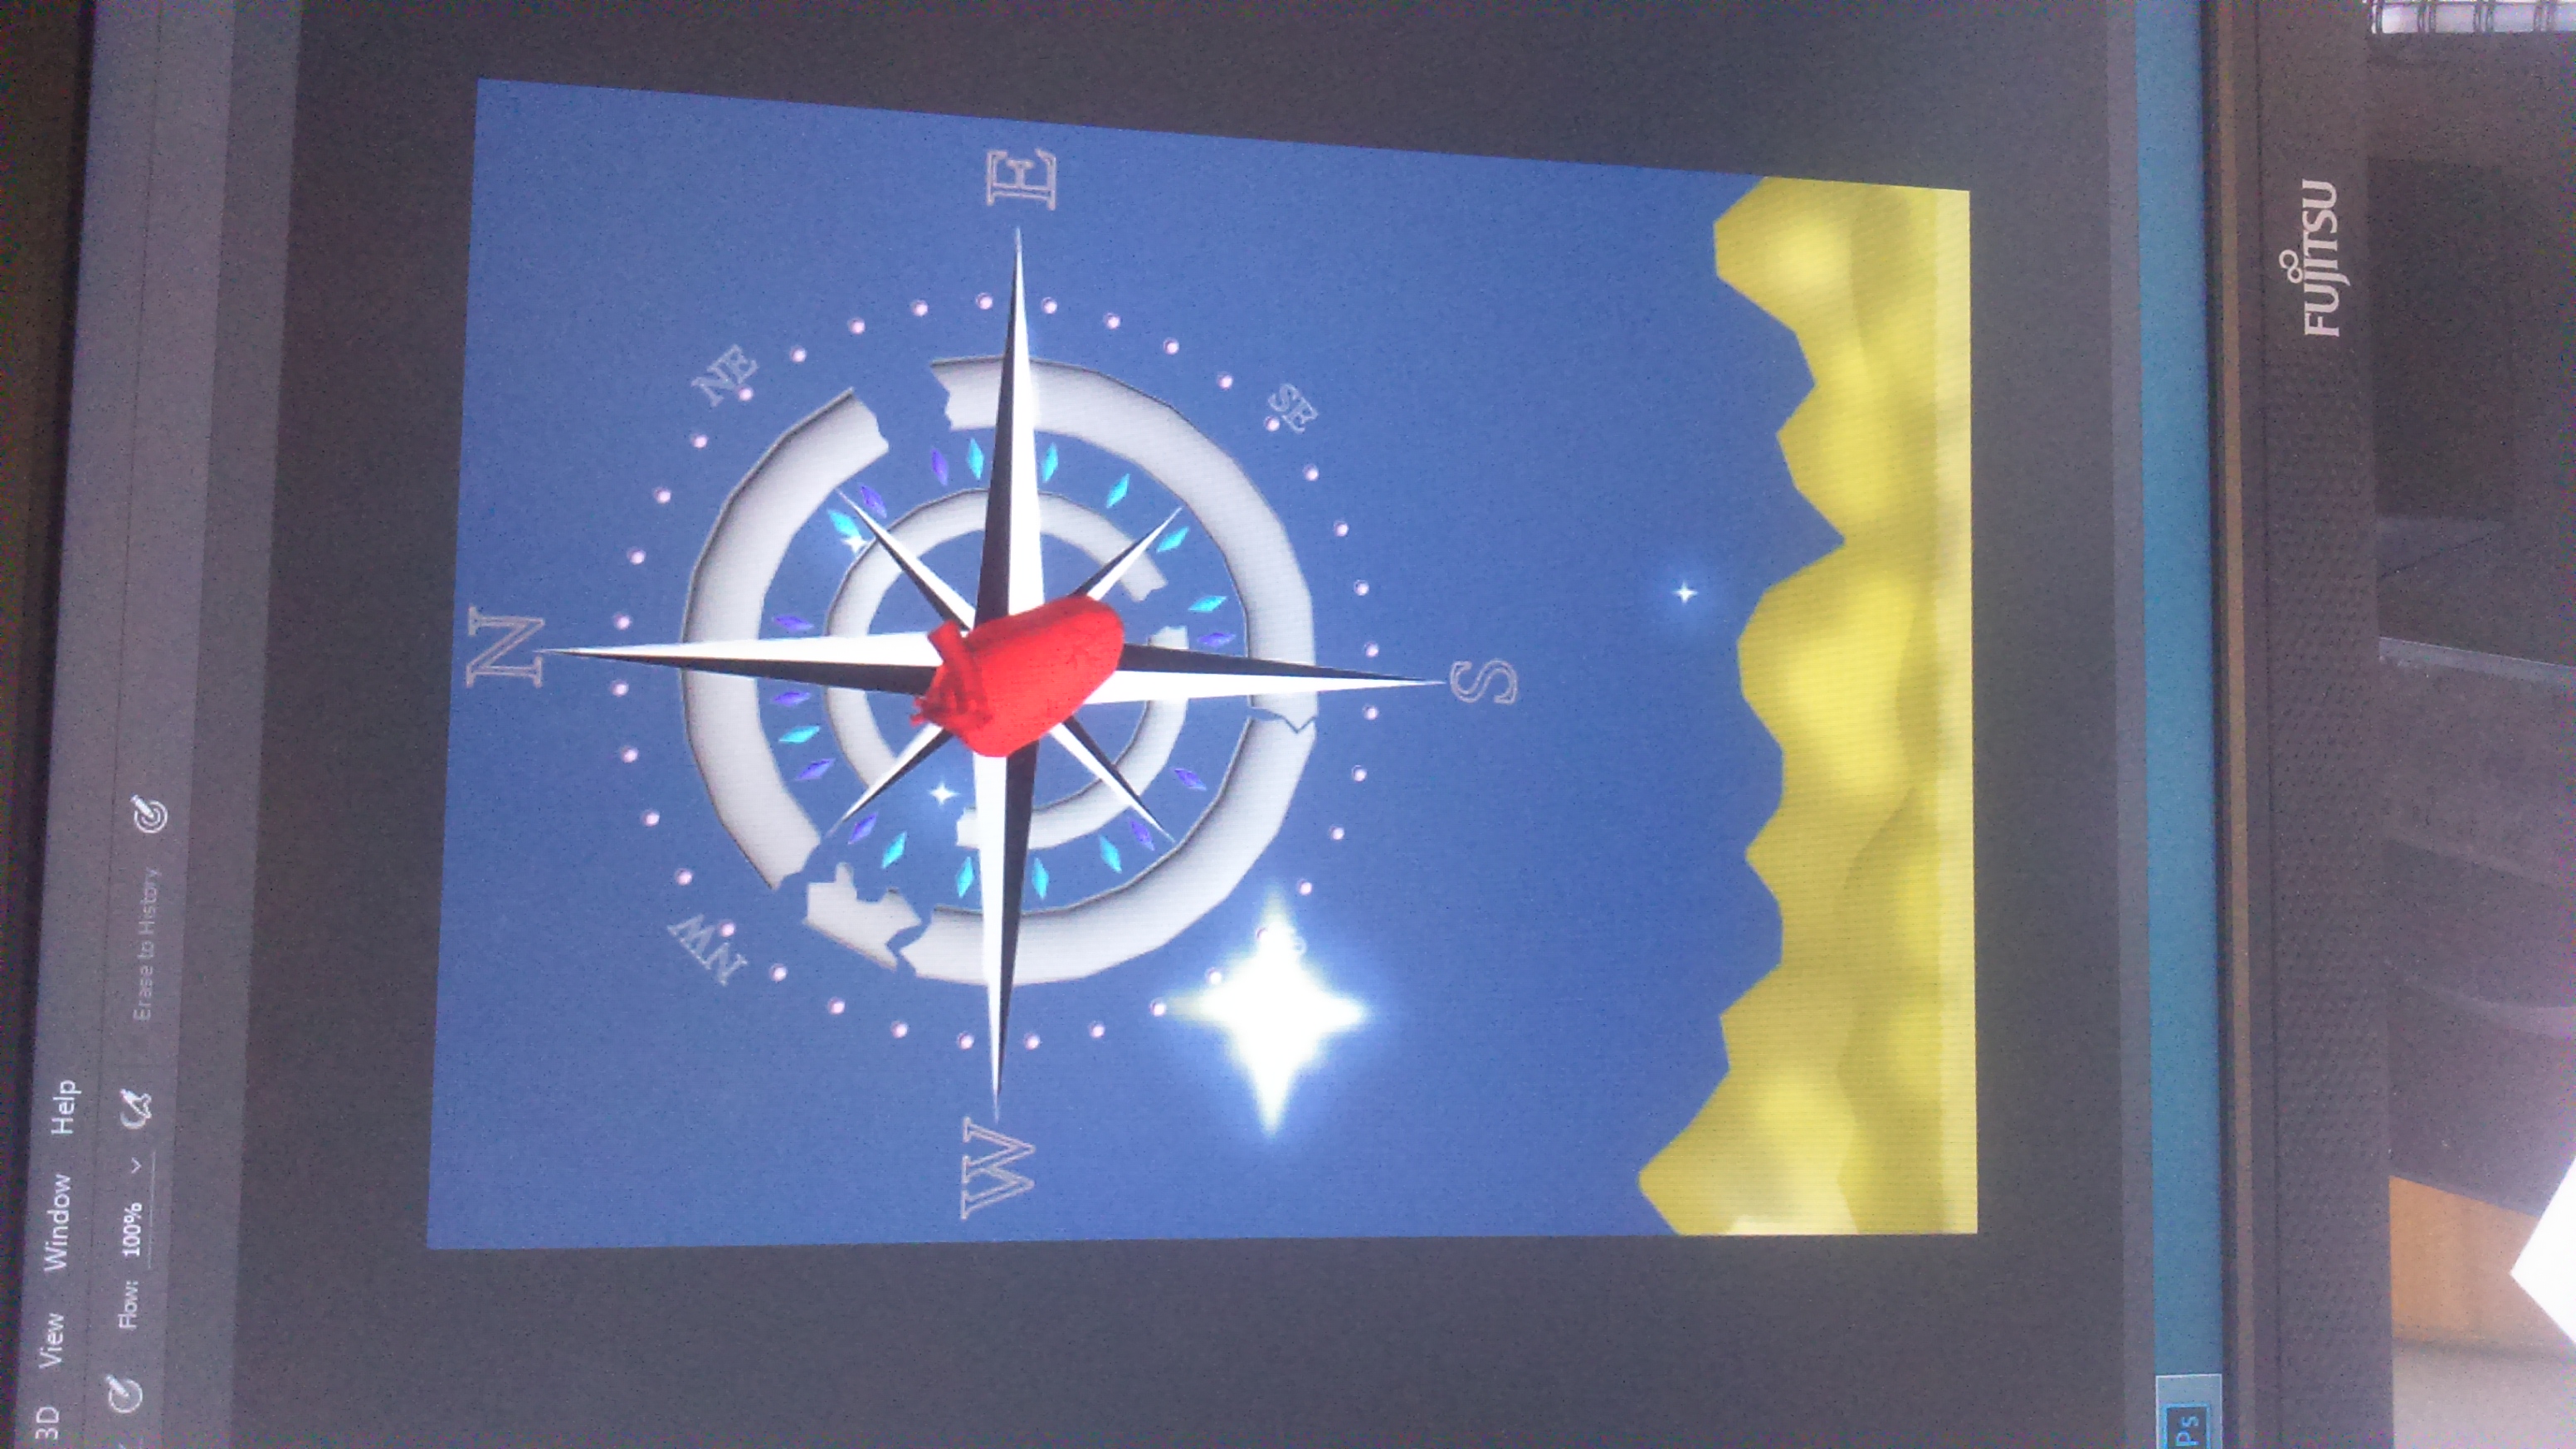 3D View Window Help
Flow: 100% Erase to History
N
NW
NE
W
E
SE
S
Ps
FUJITSU